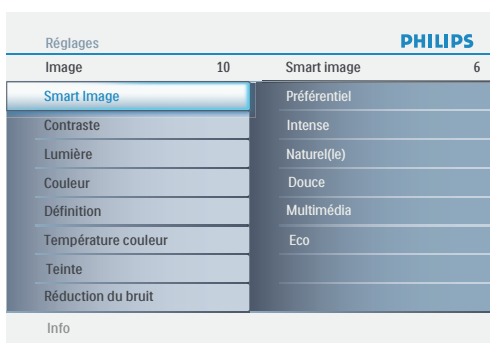 Réglages PHILIPS
Image 10 Smart image 6
Smart Image Préférentiel
Contraste Intense
Lumière Naturel(le)
Couleur Douce
Définition Multimédia
Température couleur Eco
Teinte
Réduction du bruit
Info